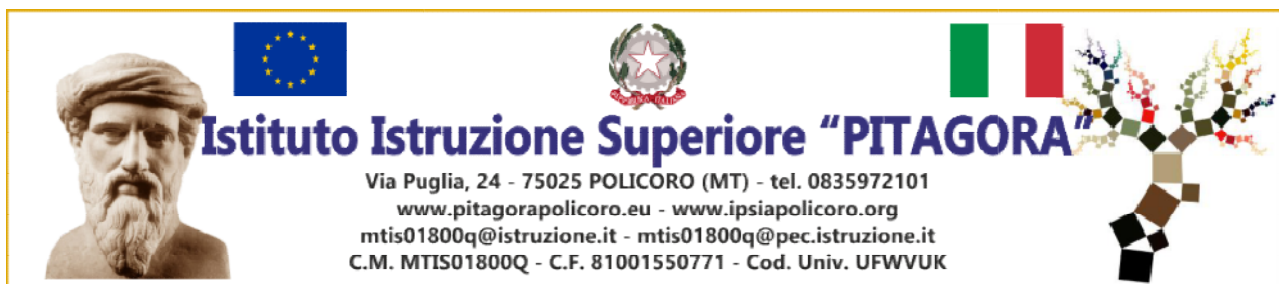 Istituto Istruzione Superiore “PITAGORA”
Via Puglia, 24 - 75025 POLICORO (MT) - tel. 0835972101
www.pitagorapolicoro.eu - www.ipsiapolicoro.org
mtis01800q@istruzione.it - mtis01800q@pec.istruzione.it
C.M. MTIS01800Q - C.F. 81001550771 - Cod. Univ. UFWVUK